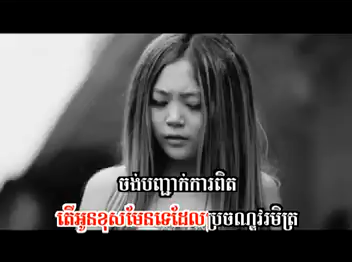 ចង់បញ្ជាក់ការពិត
តើអូនខុសមែនទេដែលប្រចណ្ឌវរមិត្រ